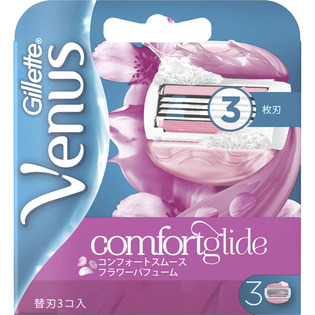 Gillette®
Venus
3 枚刃
comfortglide
コンフォートスムース
フラワーパフューム
替刃3コ入
3